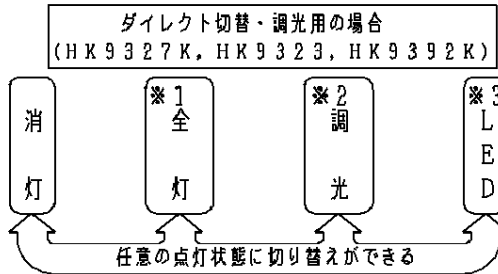 ダイレクト切替・調光用の場合
(HK9327K, HK9323, HK9392K)
消灯
※1
全灯
※2
調光
※3
LED
任意の点灯状態に切り替えができる